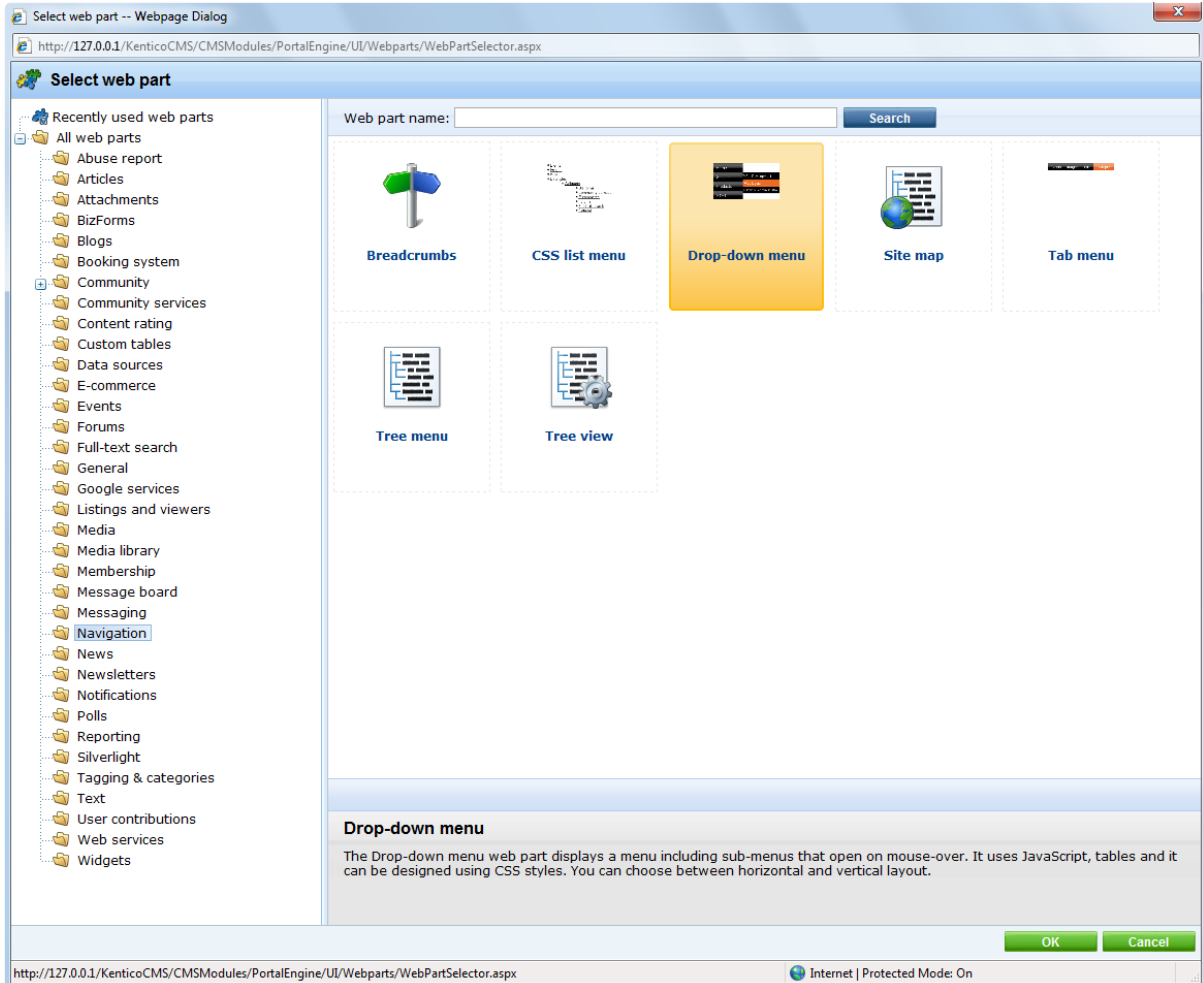 Select web part -- Webpage Dialog
http://127.0.0.1/KenticoCMS/CMSModules/PortalEngine/UI/Webparts/WebPartSelector.aspx
Select web part
Recently used web parts
All web parts
Abuse report
Articles
Attachments
BizForms
Blogs
Booking system
Community
Community services
Content rating
Custom tables
Data sources
E-commerce
Events
Forums
Full-text search
General
Google services
Listings and viewers
Media
Media library
Membership
Message board
Messaging
Navigation
News
Newsletters
Notifications
Polls
Reporting
Silverlight
Tagging & categories
Text
User contributions
Web services
Widgets
Web part name:
Search
Breadcrumbs
CSS list menu
Drop-down menu
Site map
Tab menu
Tree menu
Tree view
Drop-down menu
The Drop-down menu web part displays a menu including sub-menus that open on mouse-over. It uses JavaScript, tables and it
can be designed using CSS styles. You can choose between horizontal and vertical layout.
OK
Cancel
http://127.0.0.1/KenticoCMS/CMSModules/PortalEngine/UI/Webparts/WebPartSelector.aspx
Internet | Protected Mode: On